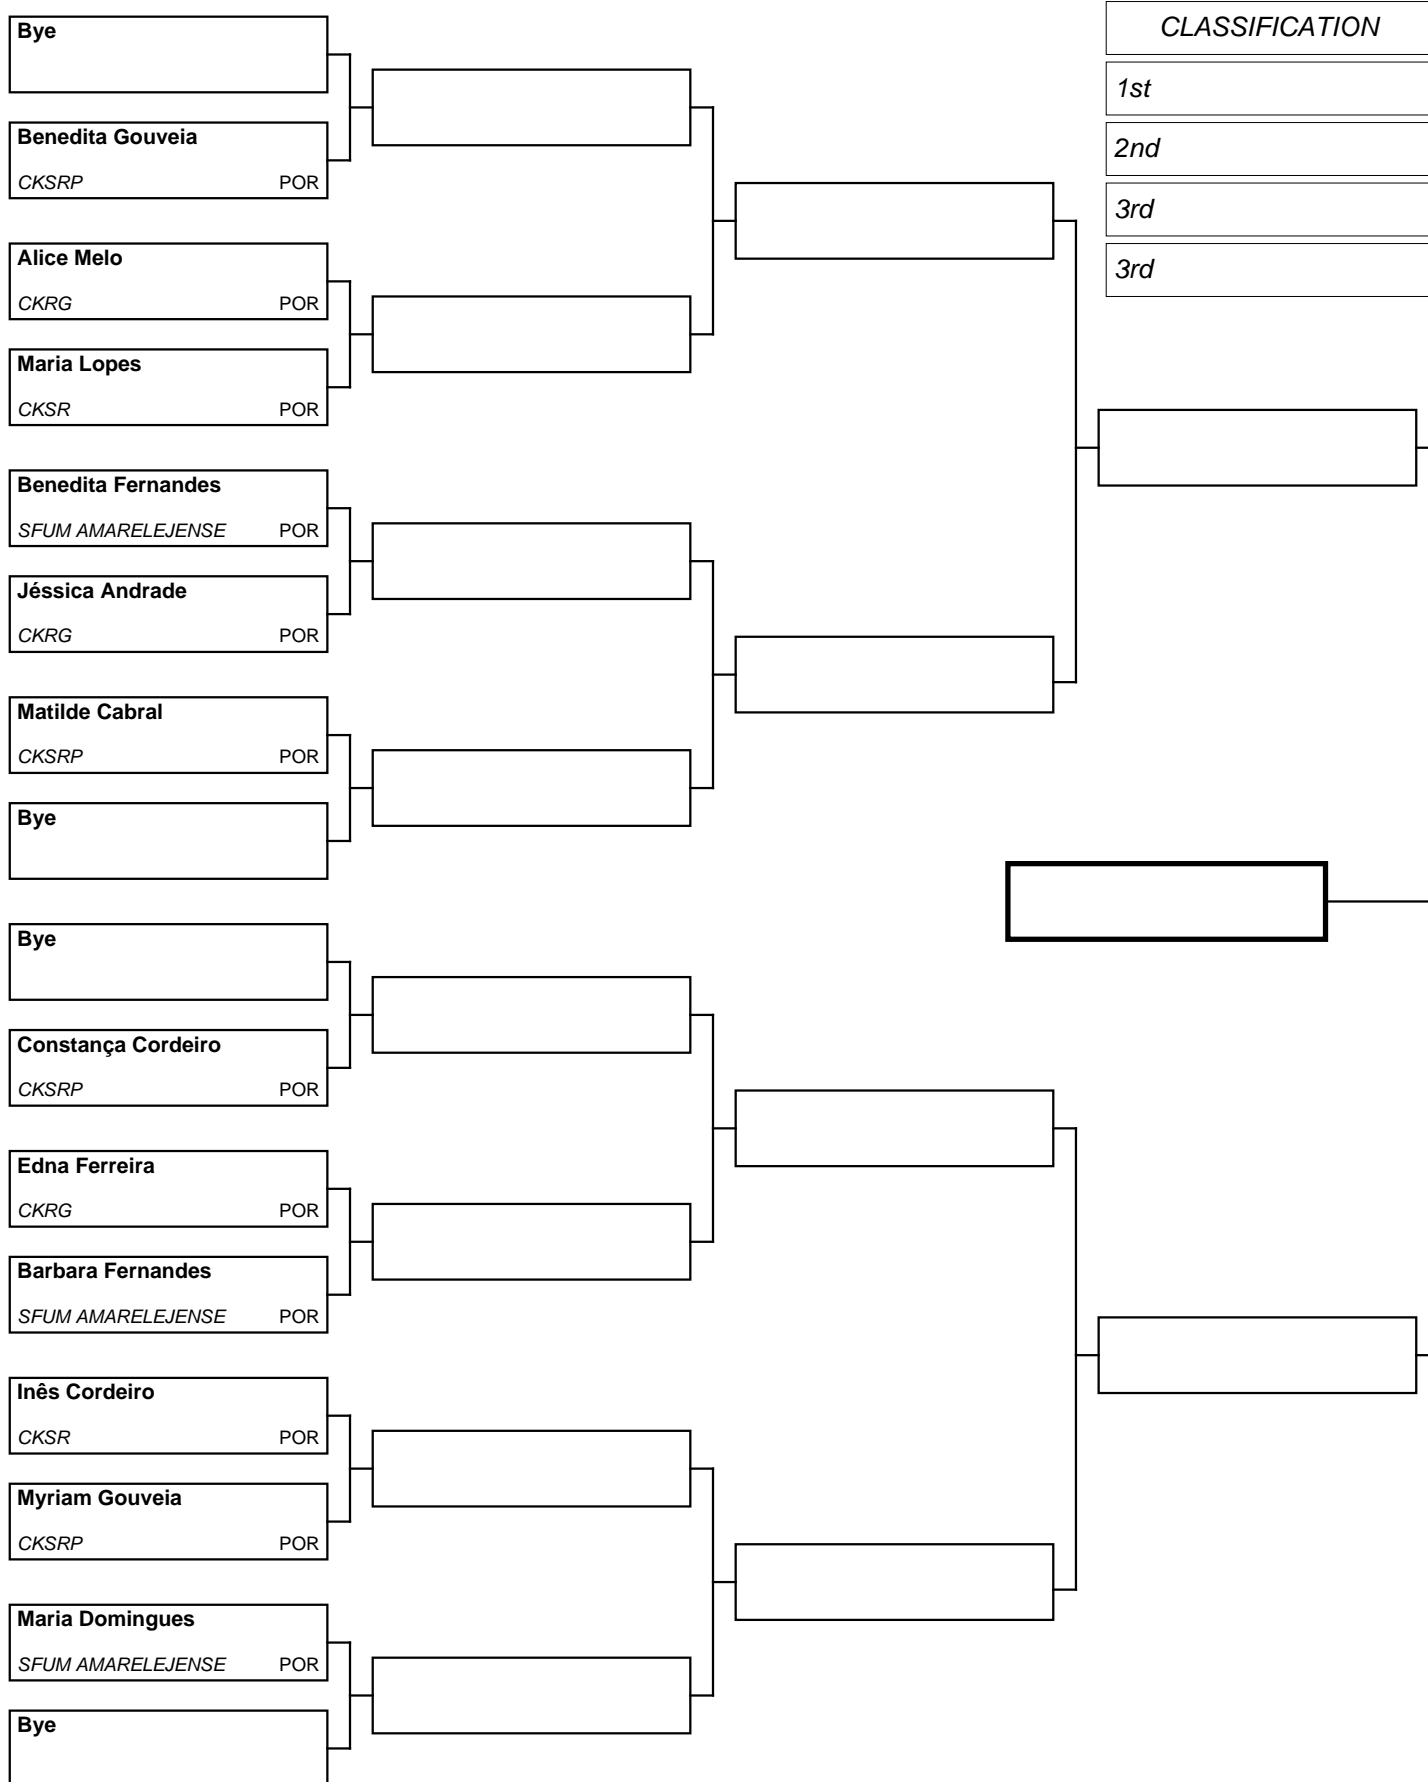 Bye
Benedita Gouveia
CKSRP POR
Alice Melo
CKRG POR
Maria Lopes
CKSR POR
Benedita Fernandes
SFUM AMARELEJENSE POR
Jéssica Andrade
CKRG POR
Matilde Cabral
CKSRP POR
Bye
Bye
Constança Cordeiro
CKSRP POR
Edna Ferreira
CKRG POR
Barbara Fernandes
SFUM AMARELEJENSE POR
Inês Cordeiro
CKSR POR
Myriam Gouveia
CKSRP POR
Maria Domingues
SFUM AMARELEJENSE POR
Bye
CLASSIFICATION
1st
2nd
3rd
3rd